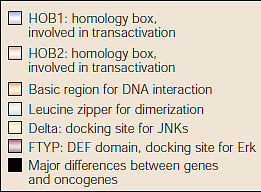 HOB1: homology box,
involved in transactivation
HOB2: homology box,
involved in transactivation
Basic region for DNA interaction
Leucine zipper for dimerization
Delta: docking site for JNKs
FTYP: DEF domain, docking site for Erk
Major differences between genes
and oncogenes